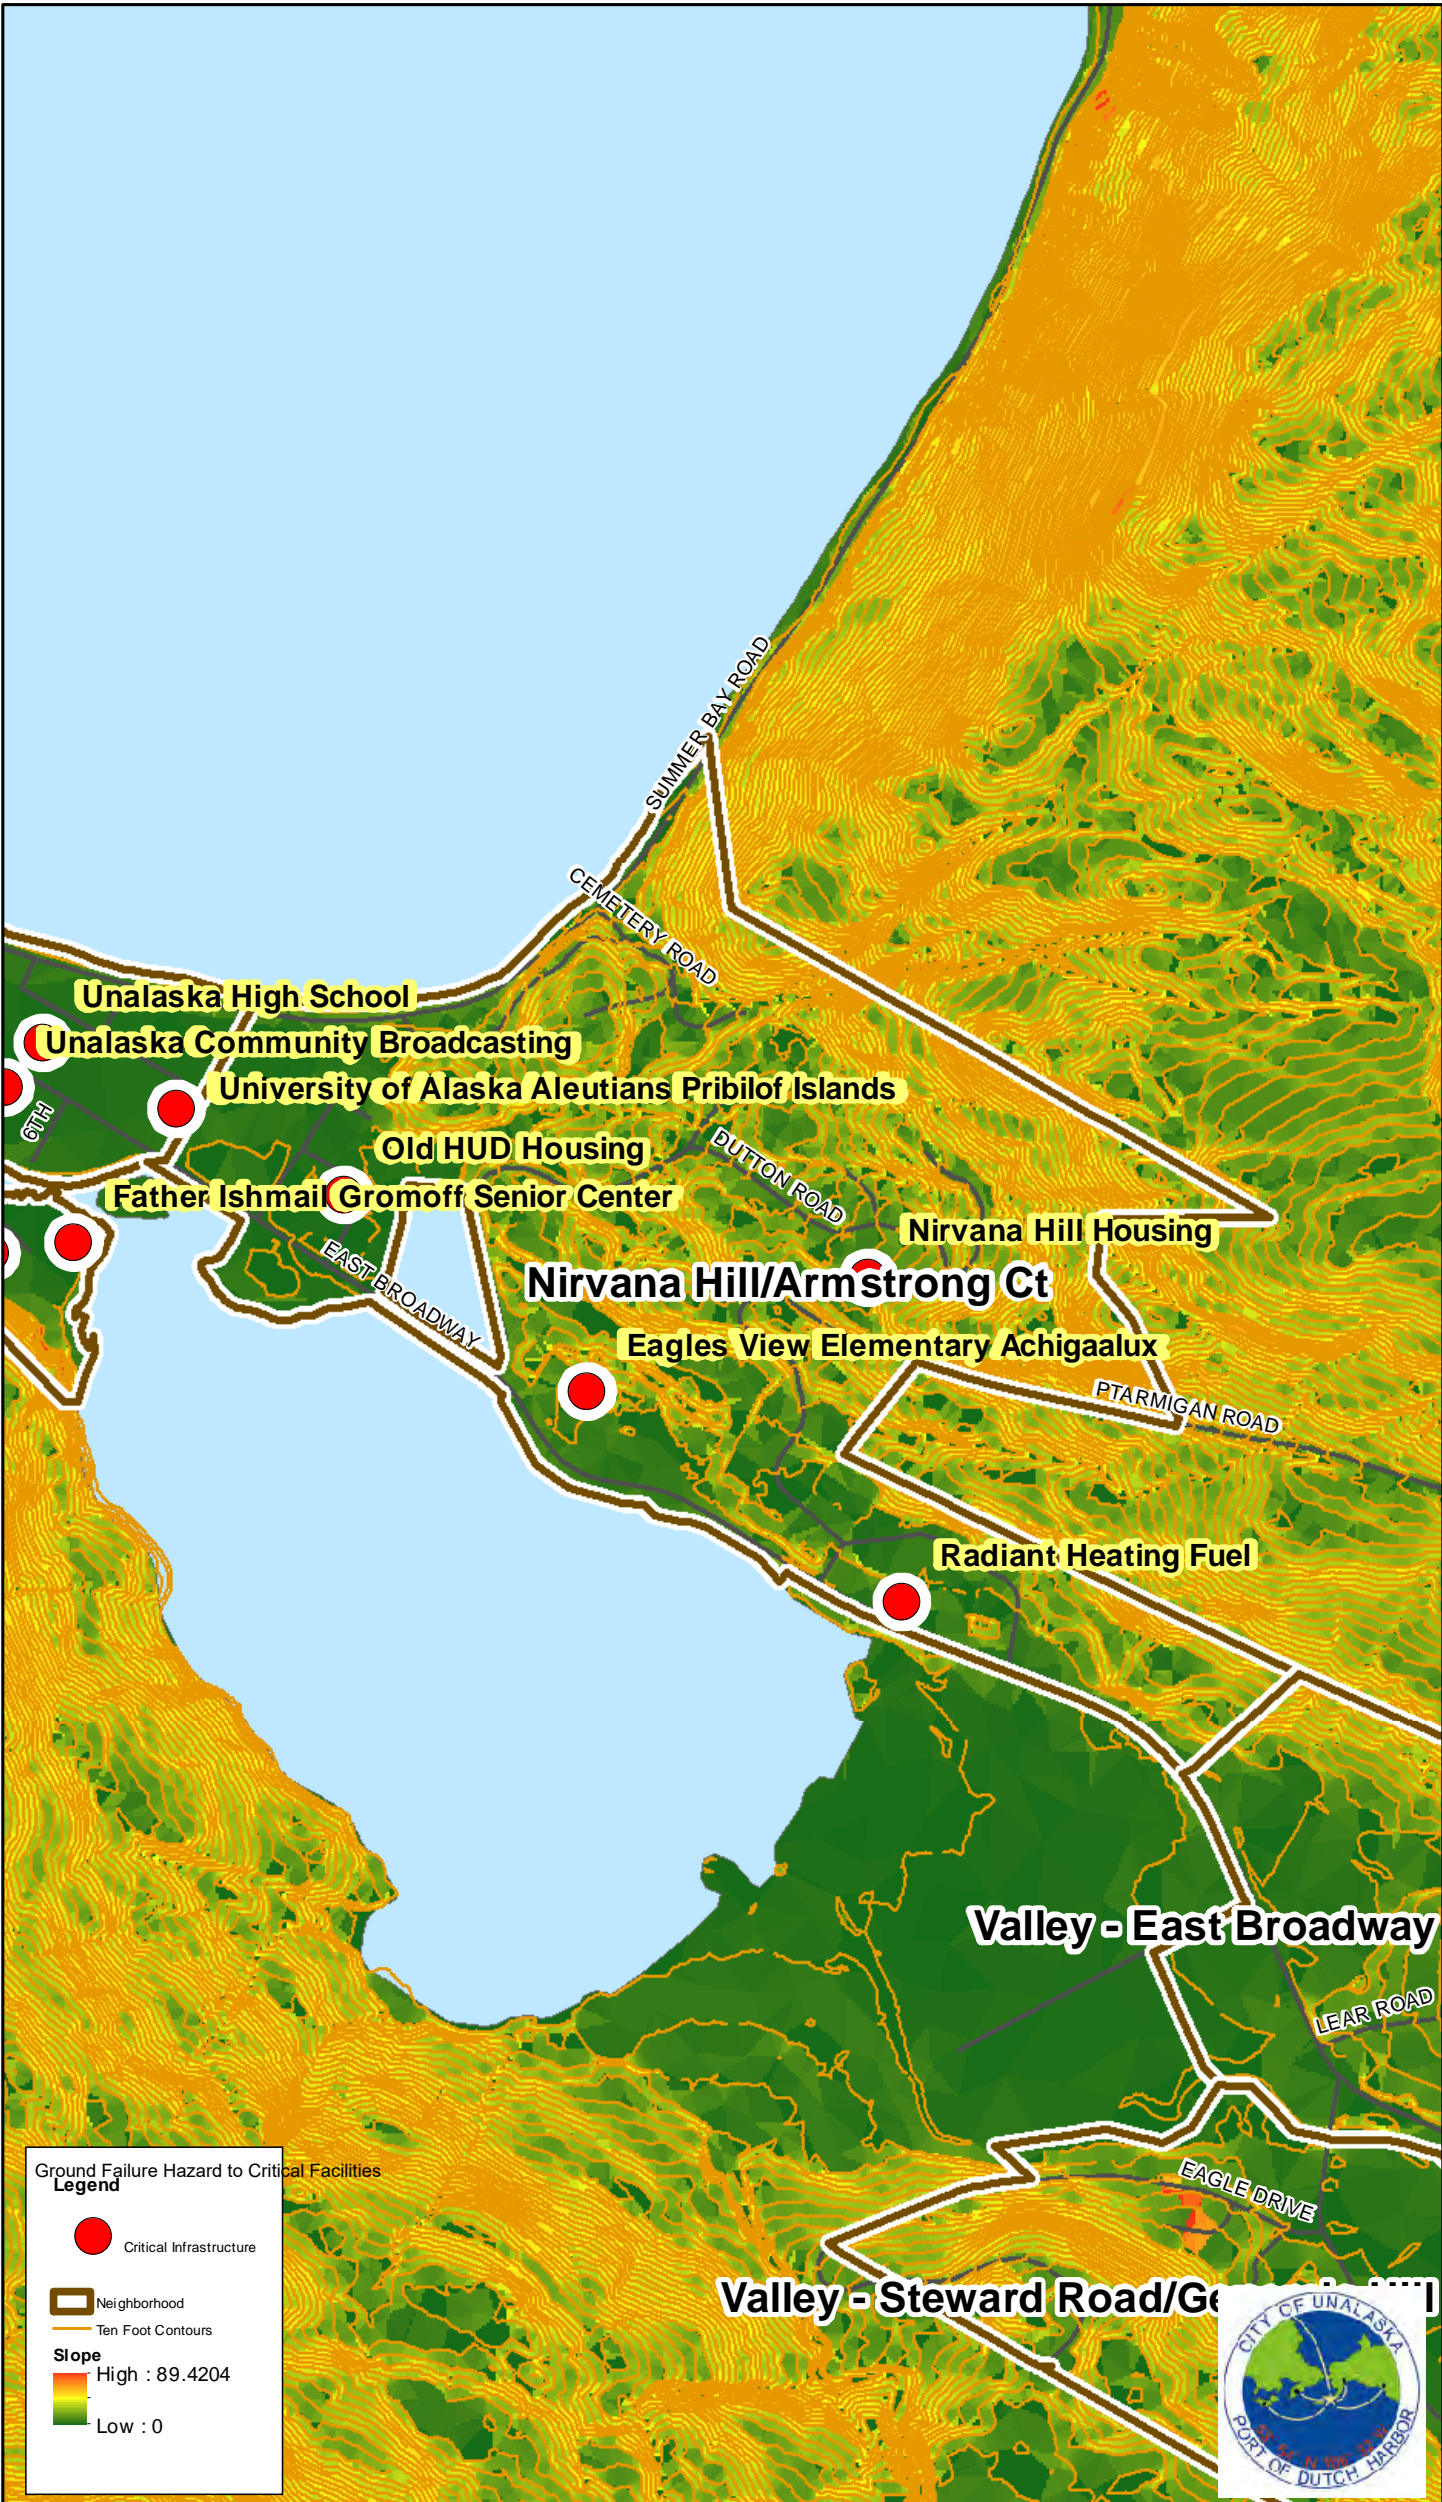 SUMMER BAY ROAD
CEMETERY ROAD
Unalaska High School
Unalaska Community Broadcasting
University of Alaska Aleutians Pribilof Islands
6TH
Old HUD Housing
DUTTON ROAD
Father Ishmail Gromoff Senior Center
Nirvana Hill Housing
EAST BROADWAY
Nirvana Hill/Armstrong Ct
Eagles View Elementary Achigaalux
PTARMIGAN ROAD
Radiant Heating Fuel
Valley - East Broadway
LEAR ROAD
EAGLE DRIVE
Valley - Steward Road/
Ground Failure Hazard to Critical Facilities
Legend
Critical Infrastructure
Neighborhood
Ten Foot Contours
Slope
High : 89.4204
Low : 0
CITY OF UNALASKA
PORT OF DUTCH HARBOR